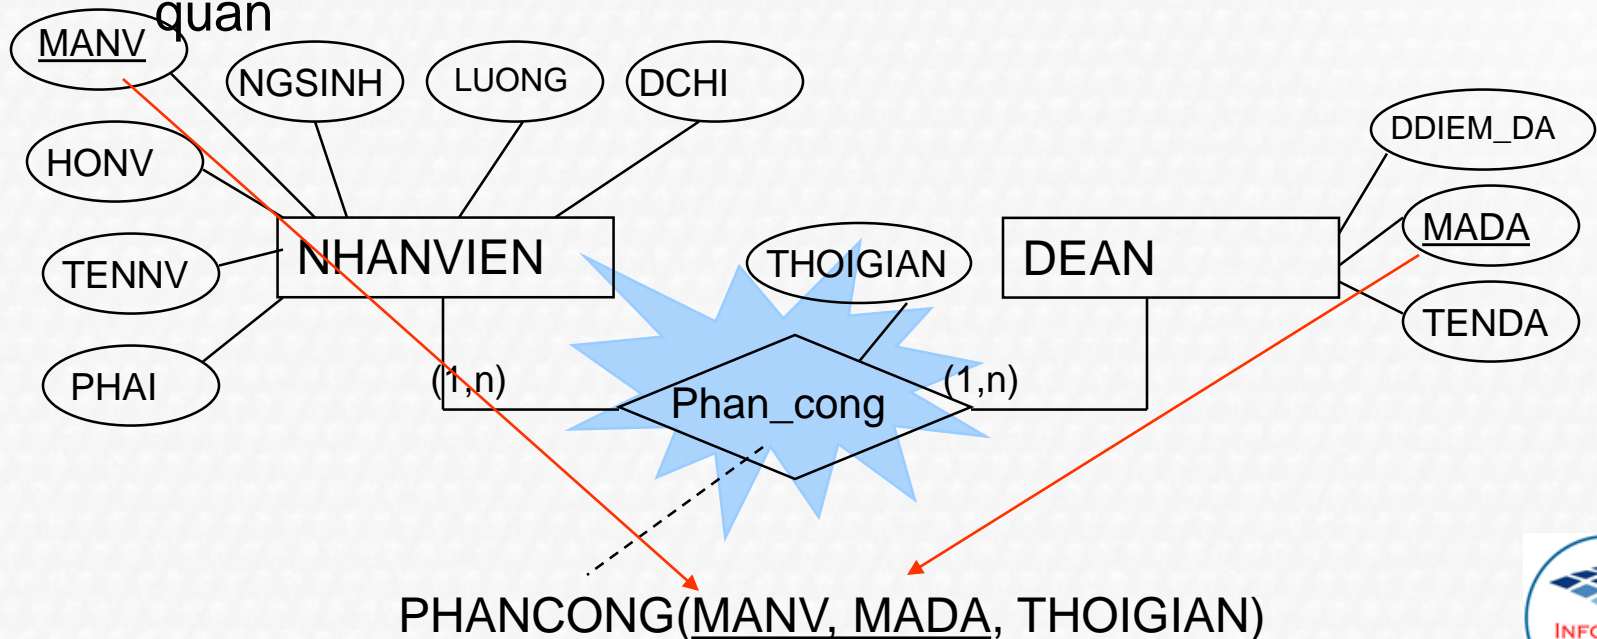 quan
MANV
NGSINH
LUONG
DCHI
DDIEM_DA
HONV
MADA
NHANVIEN
THOIGIAN
DEAN
TENNV
TENDA
PHAI
(1,n)
(1,n)
Phan_cong
PHANCONG(MANV, MADA, THOIGIAN)